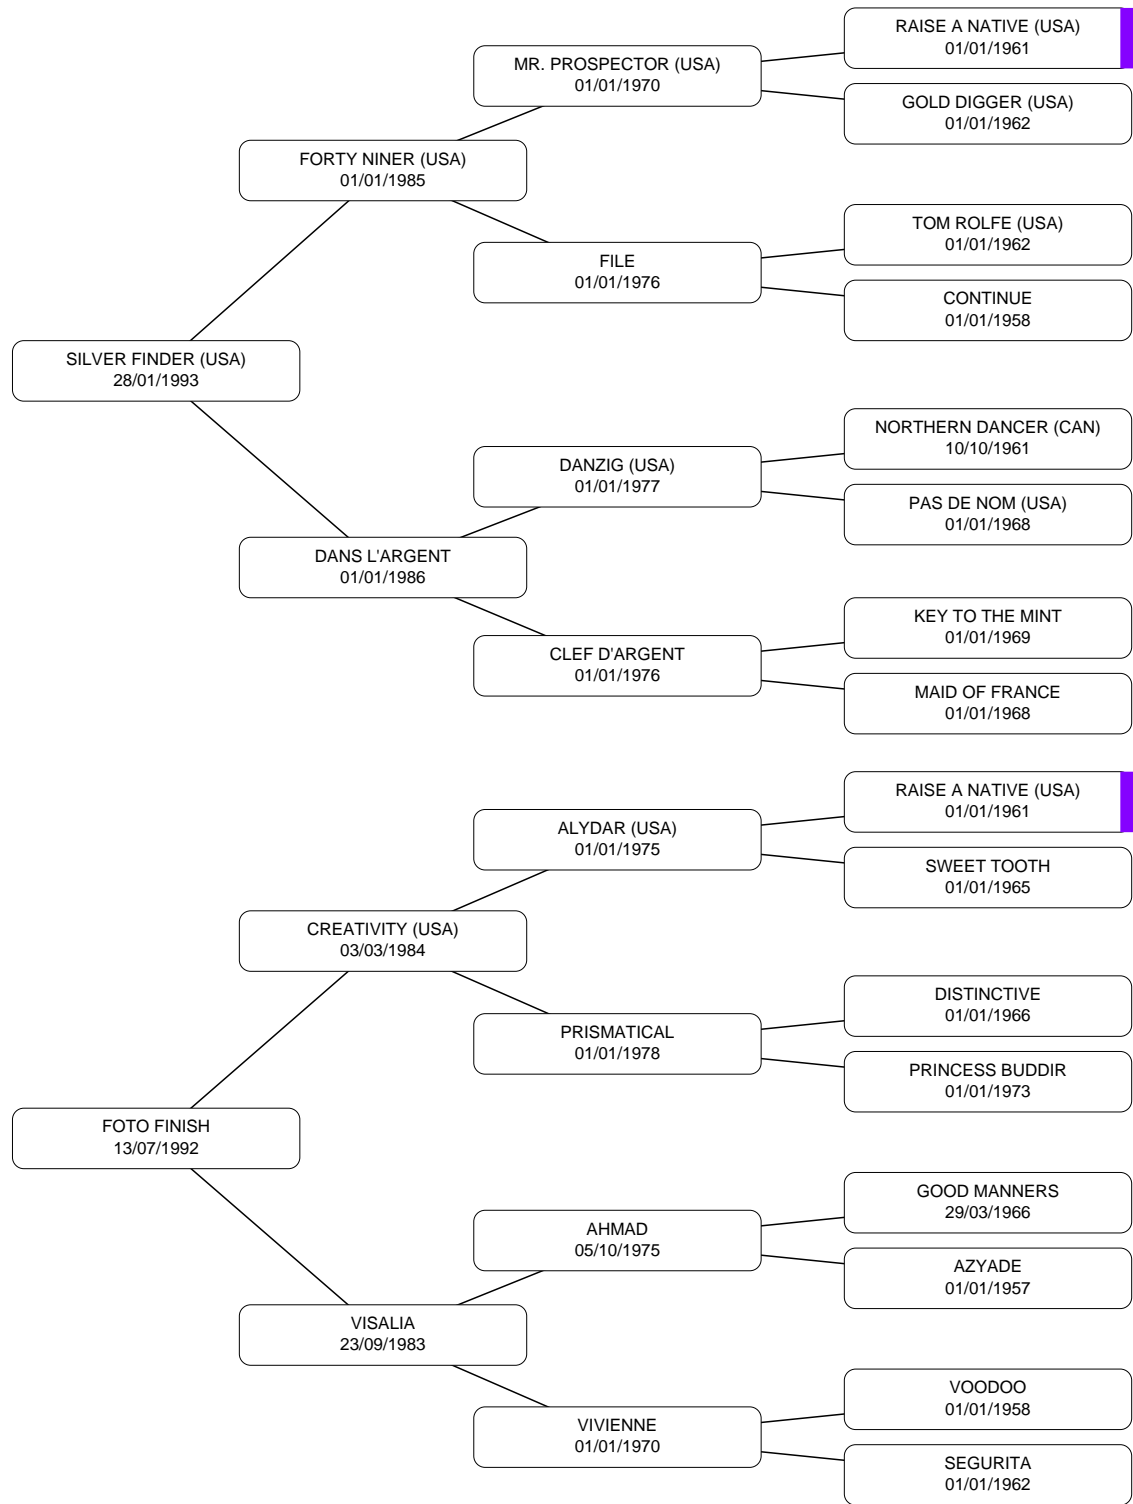 RAISE A NATIVE (USA)
01/01/1961
MR. PROSPECTOR (USA)
01/01/1970
GOLD DIGGER (USA)
01/01/1962
FORTY NINER (USA)
01/01/1985
TOM ROLFE (USA)
01/01/1962
FILE
01/01/1976
CONTINUE
01/01/1958
SILVER FINDER (USA)
28/01/1993
NORTHERN DANCER (CAN)
10/10/1961
DANZIG (USA)
01/01/1977
PAS DE NOM (USA)
01/01/1968
DANS L'ARGENT
01/01/1986
KEY TO THE MINT
01/01/1969
CLEF D'ARGENT
01/01/1976
MAID OF FRANCE
01/01/1968
RAISE A NATIVE (USA)
01/01/1961
ALYDAR (USA)
01/01/1975
SWEET TOOTH
01/01/1965
CREATIVITY (USA)
03/03/1984
DISTINCTIVE
01/01/1966
PRISMATICAL
01/01/1978
PRINCESS BUDDIR
01/01/1973
FOTO FINISH
13/07/1992
GOOD MANNERS
29/03/1966
AHMAD
05/10/1975
AZYADE
01/01/1957
VISALIA
23/09/1983
VOODOO
01/01/1958
VIVIENNE
01/01/1970
SEGURITA
01/01/1962